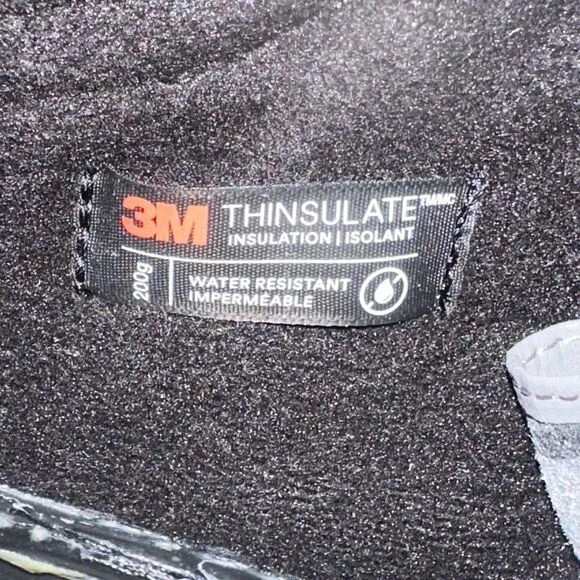 3M THINSULATE™MC
INSULATION | ISOLANT
200g
WATER RESISTANT
IMPERMÉABLE